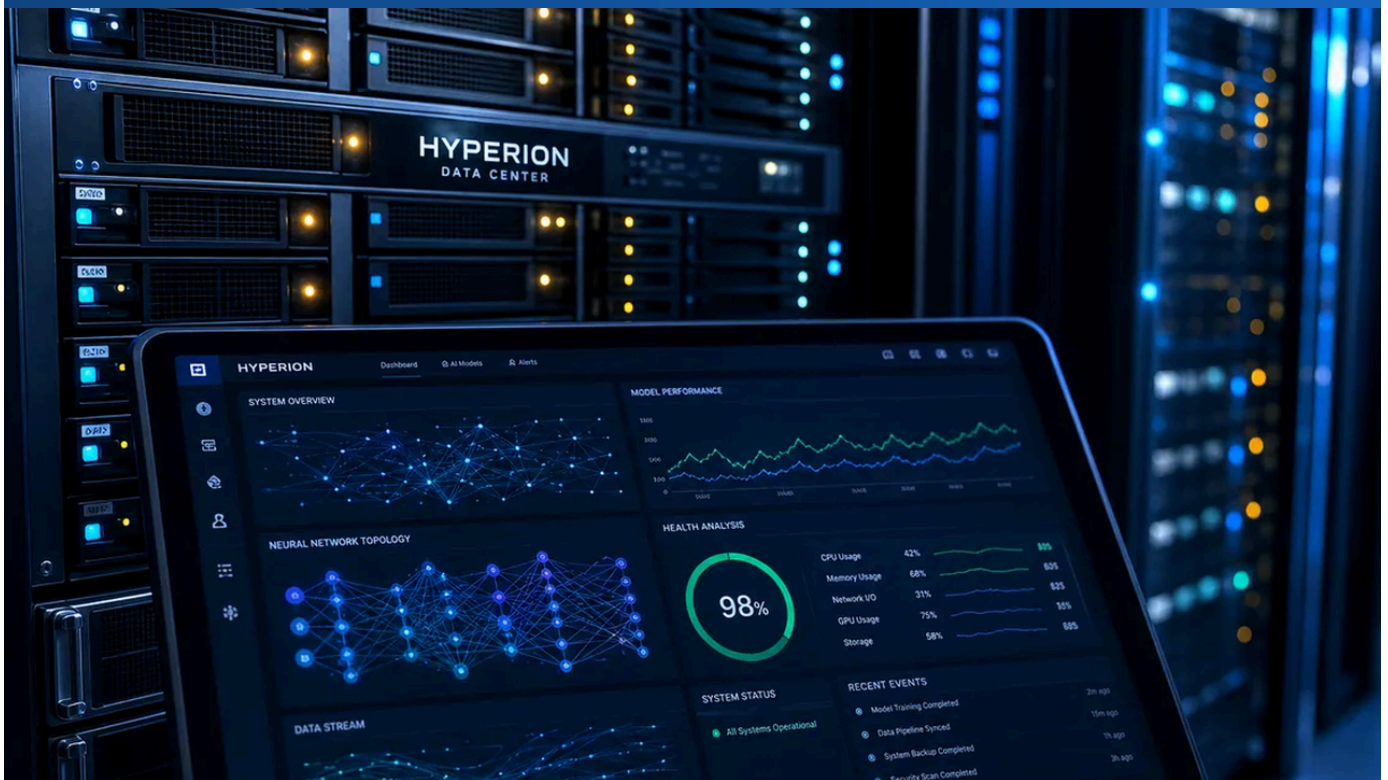 HYPERION
DATA CENTER
HYPERION
Dashboard
AI Models
Alerts
SYSTEM OVERVIEW
MODEL PERFORMANCE
NEURAL NETWORK TOPOLOGY
HEALTH ANALYSIS
98%
CPU Usage 42%
Memory Usage 68%
Network I/O 31%
GPU Usage 75%
Storage 58%
DATA STREAM
SYSTEM STATUS
All Systems Operational
RECENT EVENTS
Model Training Completed 2m ago
Data Pipeline Synced 15m ago
System Backup Completed 1h ago
Security Scan Completed 3h ago